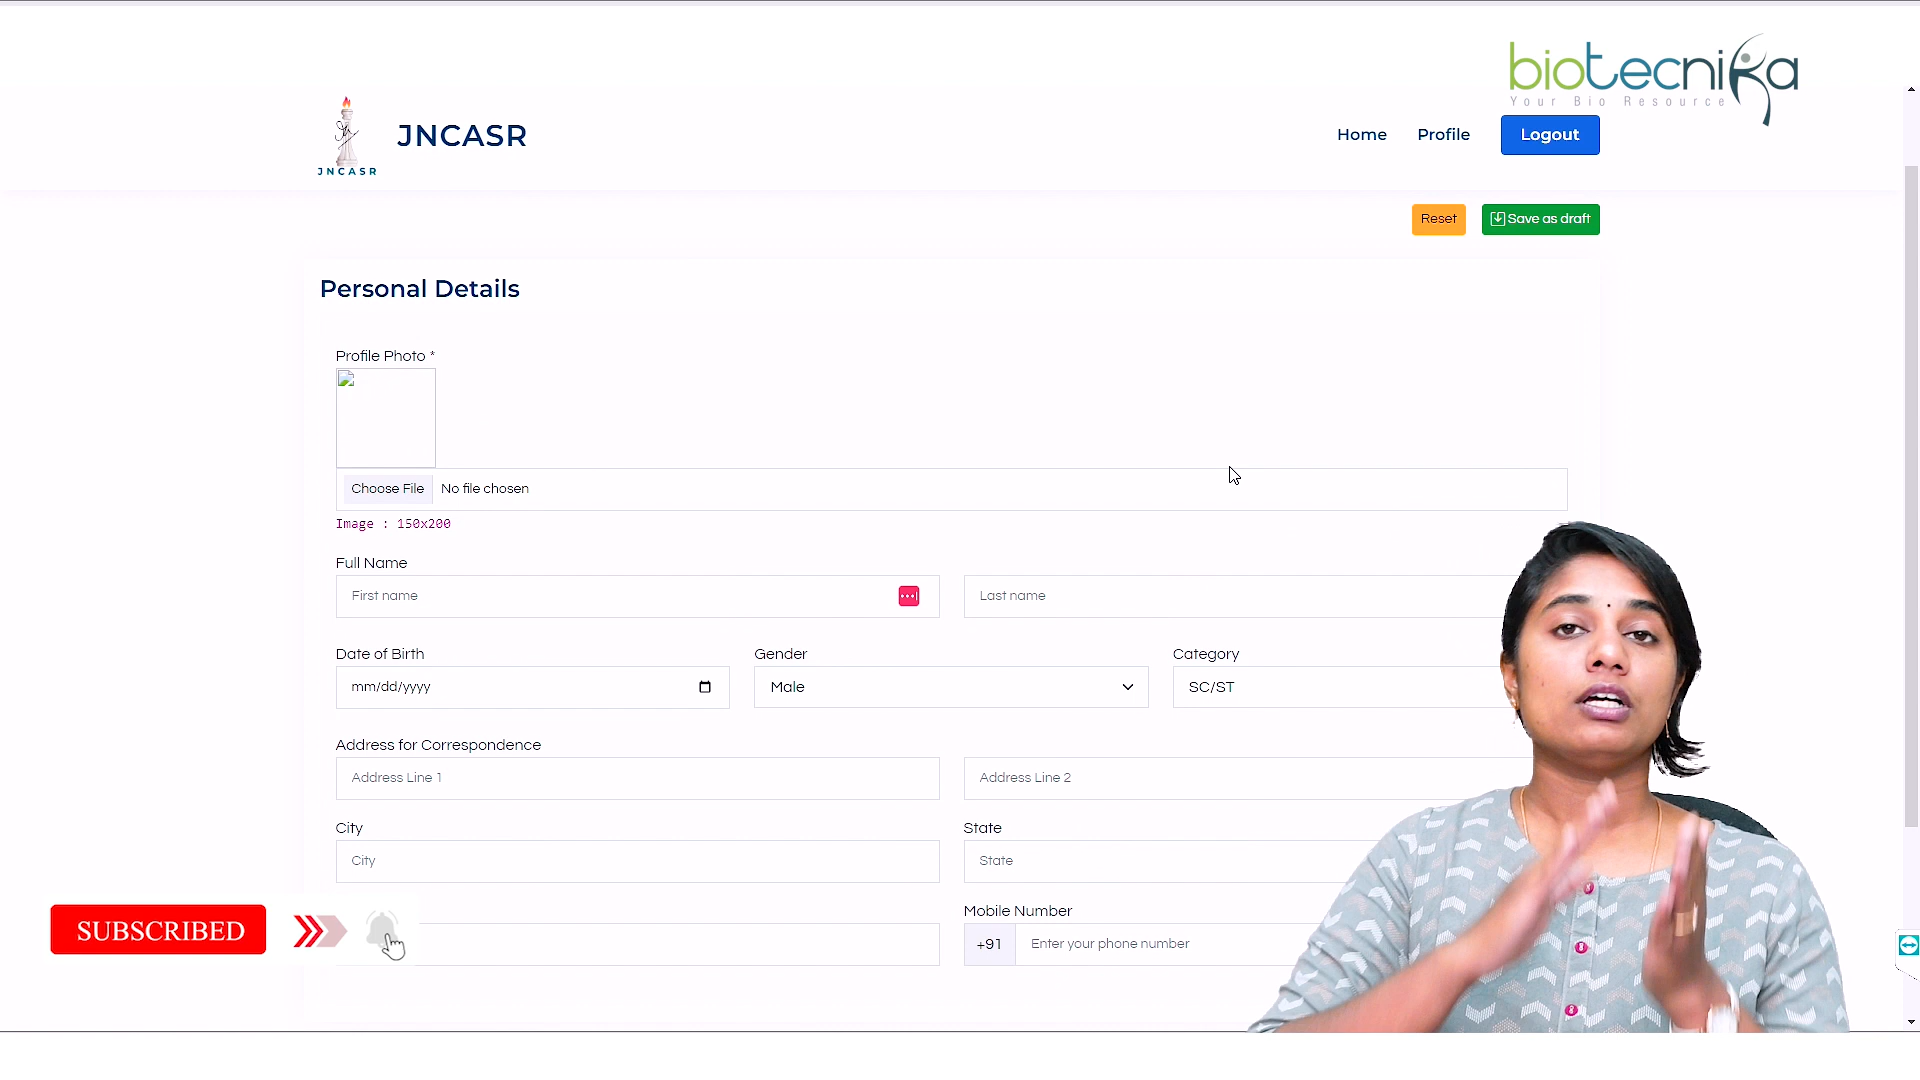 biotecnika
Your Bio Resource
JNCASR
JNCASR
Home
Profile
Logout
Reset
Save as draft
Personal Details
Profile Photo *
Choose File
No file chosen
Image : 150x200
Full Name
First name
Last name
Date of Birth
Gender
Category
mm/dd/yyyy
Male
SC/ST
Address for Correspondence
Address Line 1
Address Line 2
City
State
City
State
Mobile Number
+91
Enter your phone number
SUBSCRIBED